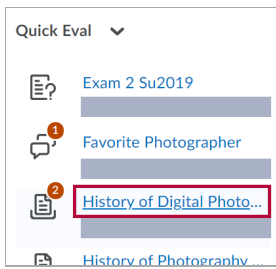 Quick Eval
Exam 2 Su2019
1
Favorite Photographer
2
History of Digital Photo...
History of Photography ...